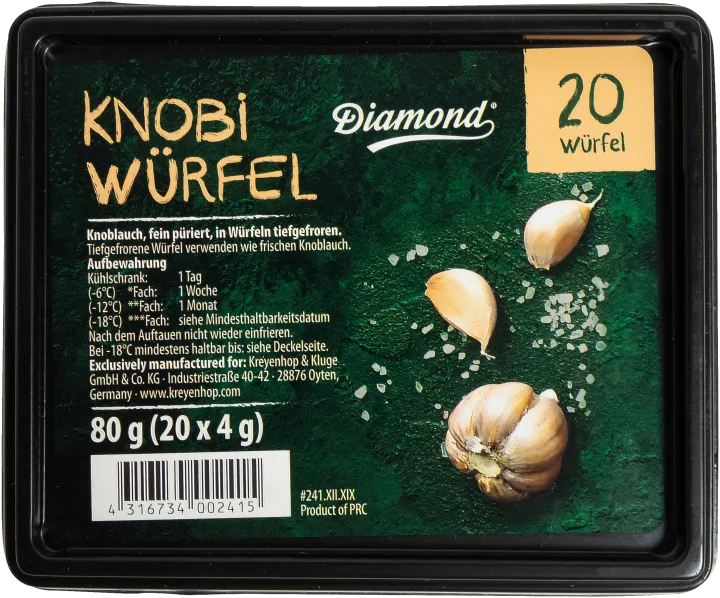 KNOBi
WÜRFEL
Diamond®
20
Würfel
Knoblauch, fein püriert, in Würfeln tiefgefroren.
Tiefgefrorene Würfel verwenden wie frischen Knoblauch.
Aufbewahrung
Kühlschrank: 1 Tag
(-6°C) *Fach: 1 Woche
(-12°C) **Fach: 1 Monat
(-18°C) ***Fach: siehe Mindesthaltbarkeitsdatum
Nach dem Auftauen nicht wieder einfrieren.
Bei -18°C mindestens haltbar bis: siehe Deckelseite.
Exclusively manufactured for: Kreyenhop & Kluge
GmbH & Co. KG · Industriestraße 40-42 · 28876 Oyten,
Germany · www.kreyenhop.com
80 g (20 x 4 g)
4 316734 002415
#241.XII.XIX
Product of PRC